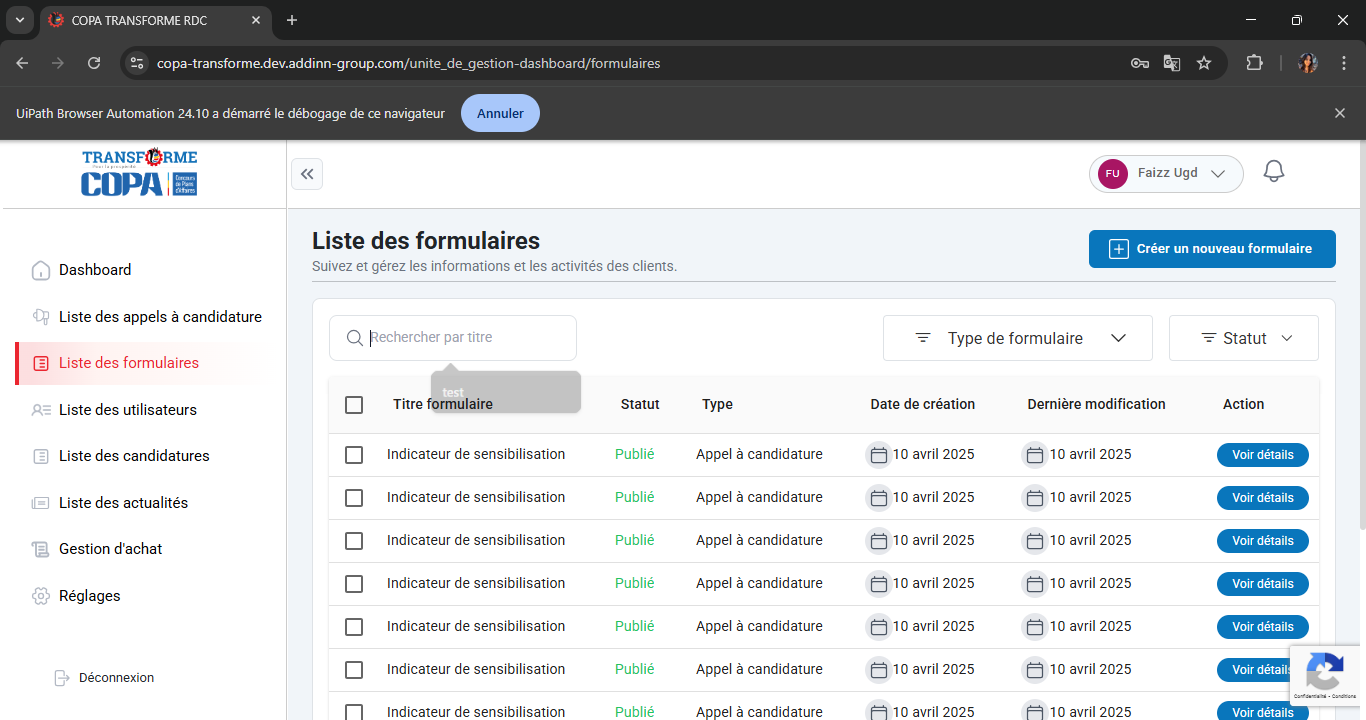 COPA TRANSFORME RDC
copa-transforme.dev.addinn-group.com/unite_de_gestion-dashboard/formulaires
UiPath Browser Automation 24.10 a démarré le débogage de ce navigateur
Annuler
TRANSFORME
Pour la prospérité
COPA
Concours
de Plans
d'Affaires
FU
Faizz Ugd
Dashboard
Liste des appels à candidature
Liste des formulaires
Liste des utilisateurs
Liste des candidatures
Liste des actualités
Gestion d'achat
Réglages
Déconnexion
Liste des formulaires
Créer un nouveau formulaire
Suivez et gérez les informations et les activités des clients.
Rechercher par titre
Type de formulaire
Statut
test
Titre formulaire Statut Type Date de création Dernière modification Action
Indicateur de sensibilisation Publié Appel à candidature 10 avril 2025 10 avril 2025 Voir détails
Indicateur de sensibilisation Publié Appel à candidature 10 avril 2025 10 avril 2025 Voir détails
Indicateur de sensibilisation Publié Appel à candidature 10 avril 2025 10 avril 2025 Voir détails
Indicateur de sensibilisation Publié Appel à candidature 10 avril 2025 10 avril 2025 Voir détails
Indicateur de sensibilisation Publié Appel à candidature 10 avril 2025 10 avril 2025 Voir détails
Indicateur de sensibilisation Publié Appel à candidature 10 avril 2025 10 avril 2025 Voir détails
Indicateur de sensibilisation Publié Appel à candidature 10 avril 2025 10 avril 2025 Voir détails
Confidentialité - Conditions